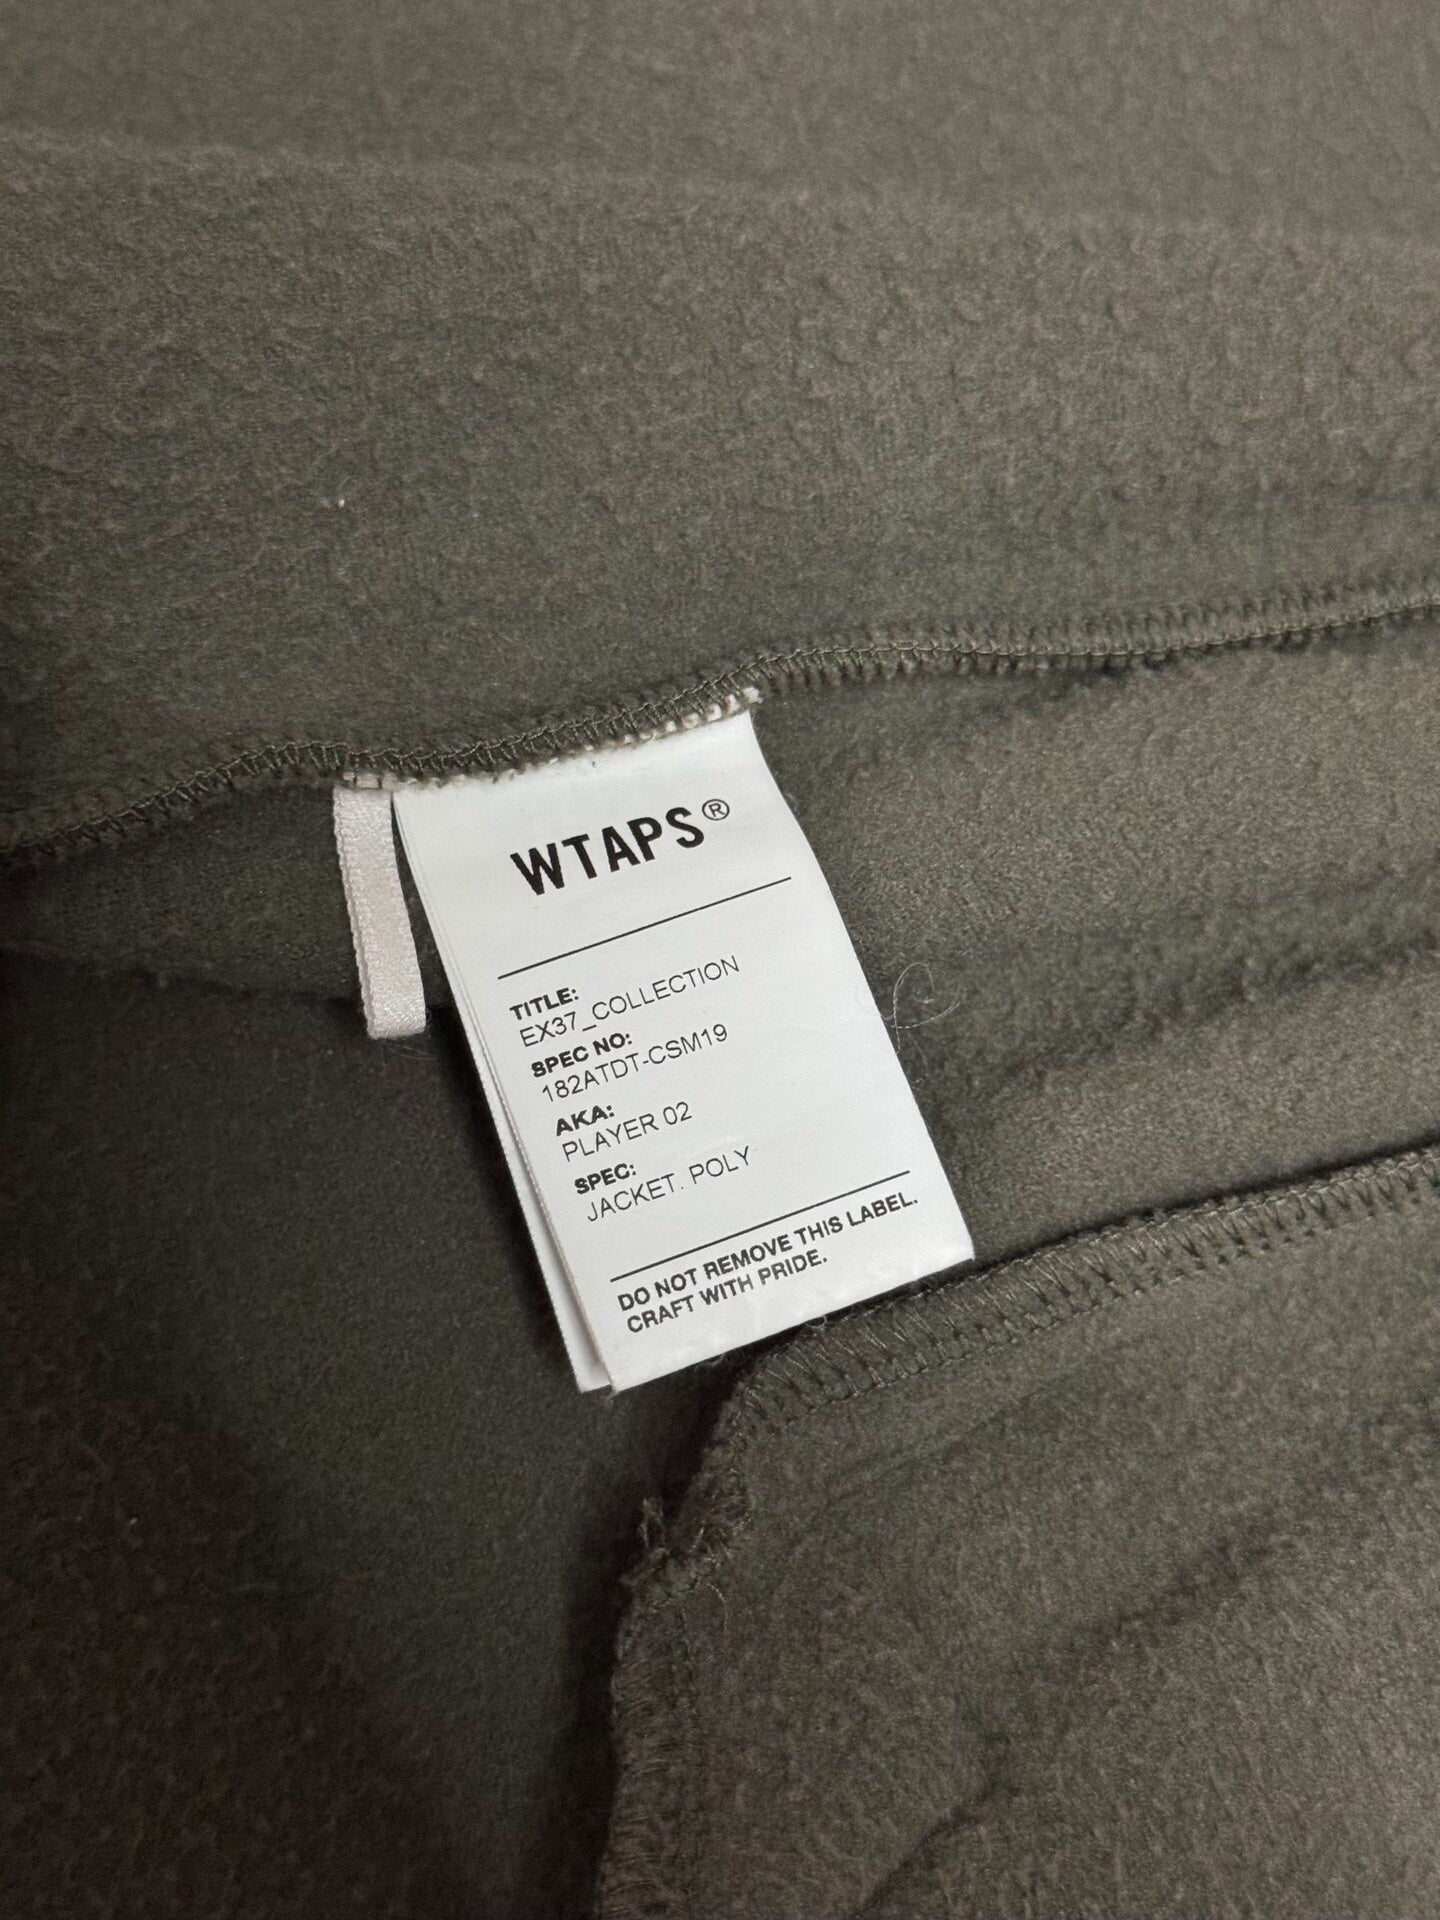 WTAPS®
TITLE:
EX37_COLLECTION
SPEC NO:
182ATDT-CSM19
AKA:
PLAYER 02
SPEC:
JACKET. POLY
DO NOT REMOVE THIS LABEL.
CRAFT WITH PRIDE.